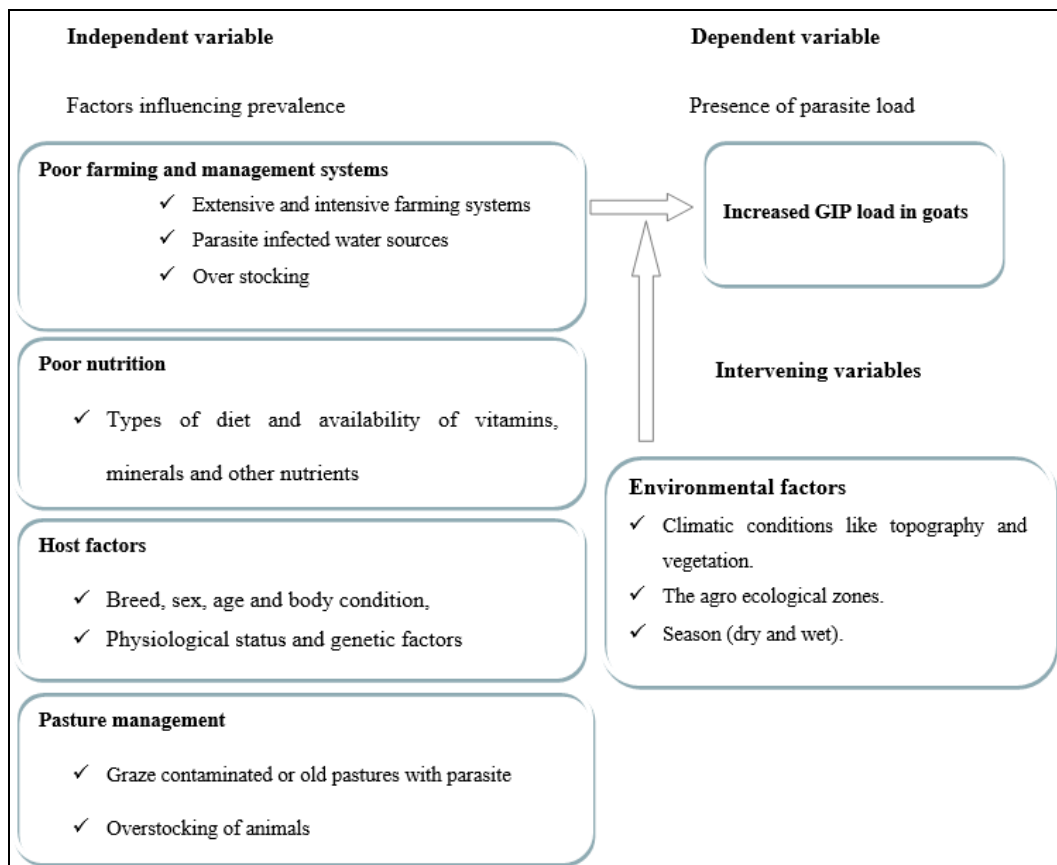 Independent variable
Factors influencing prevalence
Poor farming and management systems
✓ Extensive and intensive farming systems
✓ Parasite infected water sources
✓ Over stocking
Poor nutrition
✓ Types of diet and availability of vitamins,
minerals and other nutrients
Host factors
✓ Breed, sex, age and body condition,
✓ Physiological status and genetic factors
Pasture management
✓ Graze contaminated or old pastures with parasite
✓ Overstocking of animals
Dependent variable
Presence of parasite load
Increased GIP load in goats
Intervening variables
Environmental factors
✓ Climatic conditions like topography and
vegetation.
✓ The agro ecological zones.
✓ Season (dry and wet).